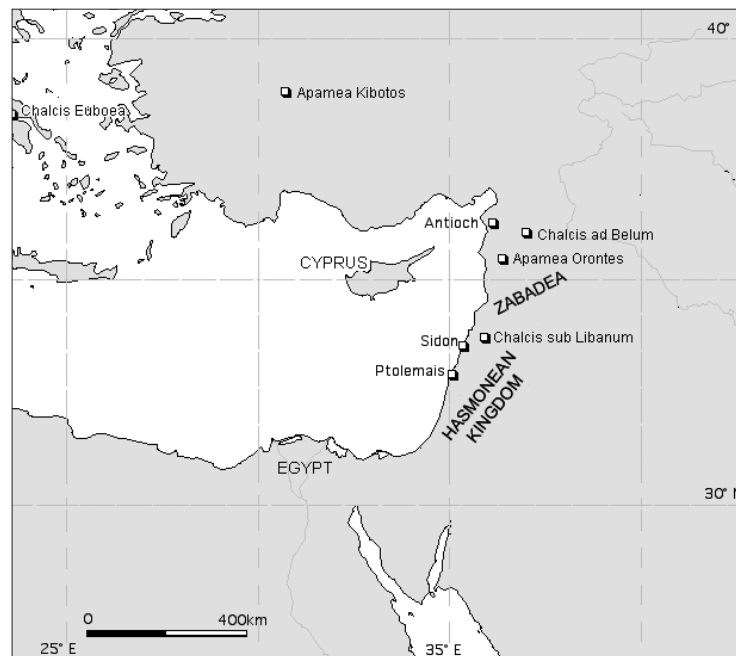 40°
Apamea Kibotos
Chalcis Euboea
Antioch
Chalcis ad Belum
Apamea Orontes
CYPRUS
ZABADEA
Sidon
Chalcis sub Libanum
Ptolemais
HASMONEAN
KINGDOM
EGYPT
30° N
0 400km
25° E
35° E